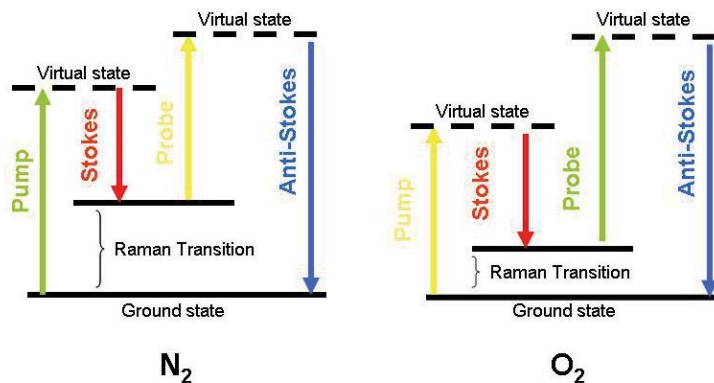 Virtual state
Virtual state
Pump
Stokes
Probe
Anti-Stokes
Raman Transition
Ground state
N2
Virtual state
Virtual state
Pump
Stokes
Probe
Anti-Stokes
Raman Transition
Ground state
O2